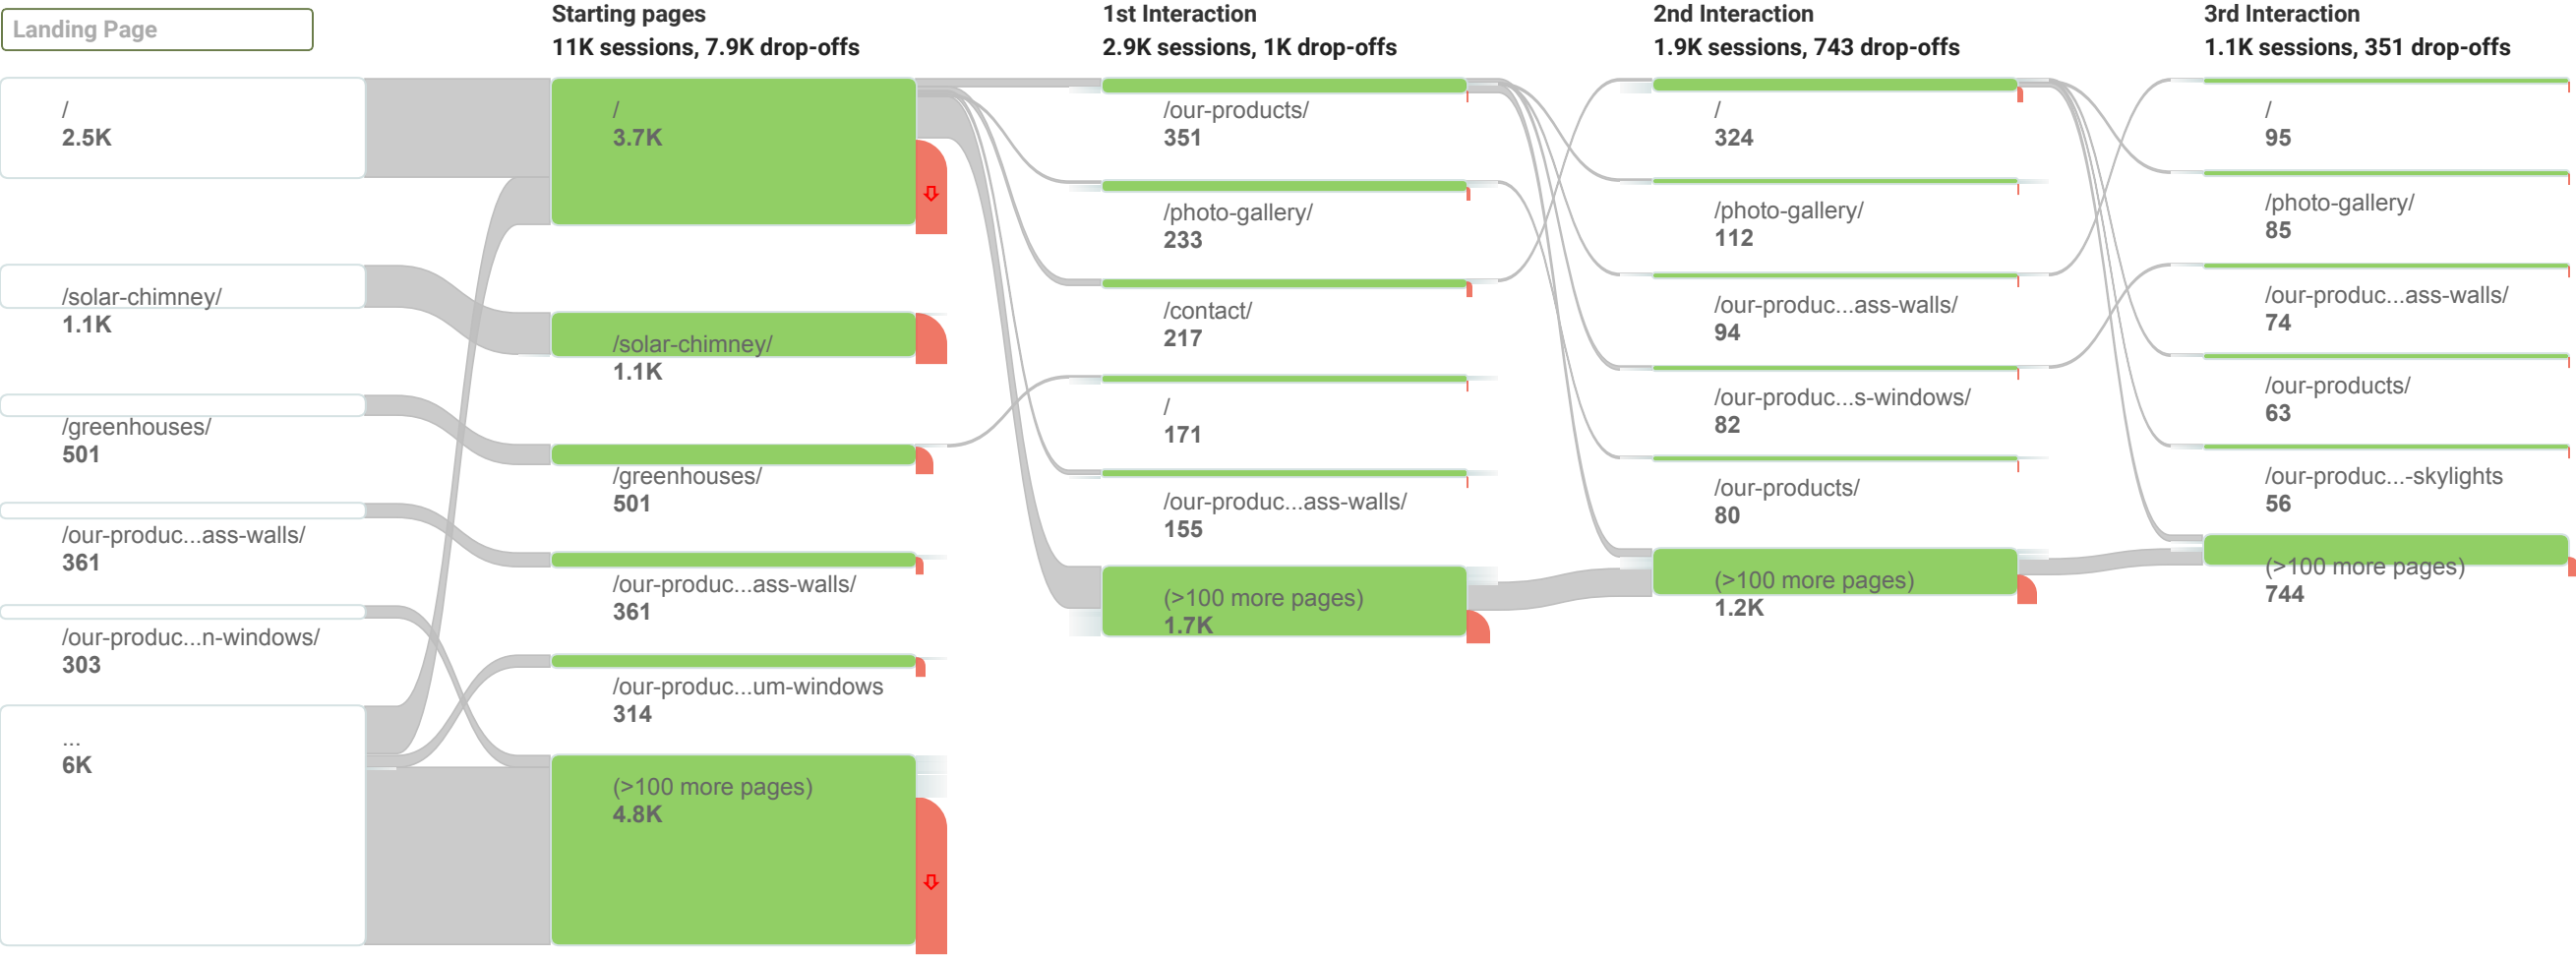 Landing Page
/
2.5K
/solar-chimney/
1.1K
/greenhouses/
501
/our-produc...ass-walls/
361
/our-produc...n-windows/
303
...
6K
Starting pages
11K sessions, 7.9K drop-offs
/
3.7K
/solar-chimney/
1.1K
/greenhouses/
501
/our-produc...ass-walls/
361
/our-produc...um-windows
314
(>100 more pages)
4.8K
1st Interaction
2.9K sessions, 1K drop-offs
/our-products/
351
/photo-gallery/
233
/contact/
217
/
171
/our-produc...ass-walls/
155
(>100 more pages)
1.7K
2nd Interaction
1.9K sessions, 743 drop-offs
/
324
/photo-gallery/
112
/our-produc...ass-walls/
94
/our-produc...s-windows/
82
/our-products/
80
(>100 more pages)
1.2K
3rd Interaction
1.1K sessions, 351 drop-offs
/
95
/photo-gallery/
85
/our-produc...ass-walls/
74
/our-products/
63
/our-produc...-skylights
56
(>100 more pages)
744